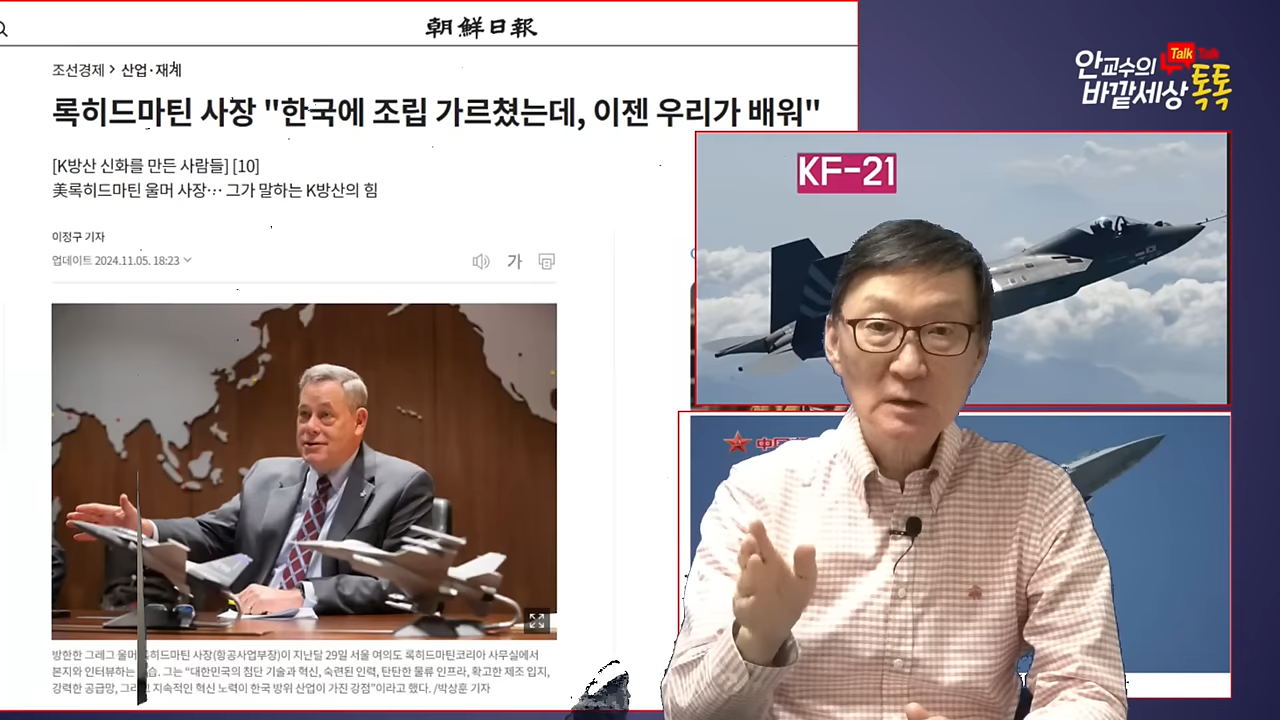 朝鮮日報
조선경제 > 산업·재계
록히드마틴 사장 "한국에 조립 가르쳤는데, 이젠 우리가 배워"
[K방산 신화를 만든 사람들] [10]
美록히드마틴 울머 사장… 그가 말하는 K방산의 힘
이정구 기자
업데이트 2024.11.05. 18:23
가
방한한 그레그 울머 록히드마틴 사장(항공사업부장)이 지난달 29일 서울 여의도 록히드마틴코리아 사무실에서
본지와 인터뷰하는 습. 그는 “대한민국의 첨단 기술과 혁신, 숙련된 인력, 탄탄한 물류 인프라, 확고한 제조 입지,
강력한 공급망, 그리고 지속적인 혁신 노력이 한국 방위 산업이 가진 강점”이라고 했다. /박상훈 기자
안교수의
바깥세상
Talk Talk
톡톡
KF-21
中国